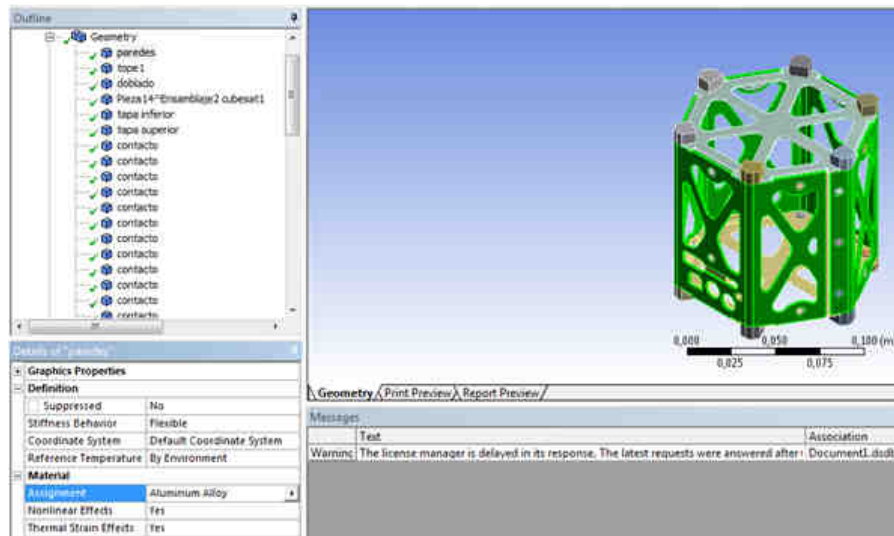 Outline
Geometry
paredes
tope1
doblado
Pieza14^Ensamblaje2 cubesat1
tapa inferior
tapa superior
contacto
contacto
contacto
contacto
contacto
contacto
contacto
contacto
contacto
contacto
contacto
contacto
Details of "paredes"
Graphics Properties
Definition
Suppressed No
Stiffness Behavior Flexible
Coordinate System Default Coordinate System
Reference Temperature By Environment
Material
Assignment Aluminum Alloy
Nonlinear Effects Yes
Thermal Strain Effects Yes
0,000 0,050 0,100 (m
0,025 0,075
Geometry Print Preview Report Preview
Messages
Text Association
Warning The license manager is delayed in its response. The latest requests were answered after Document1.dsdb